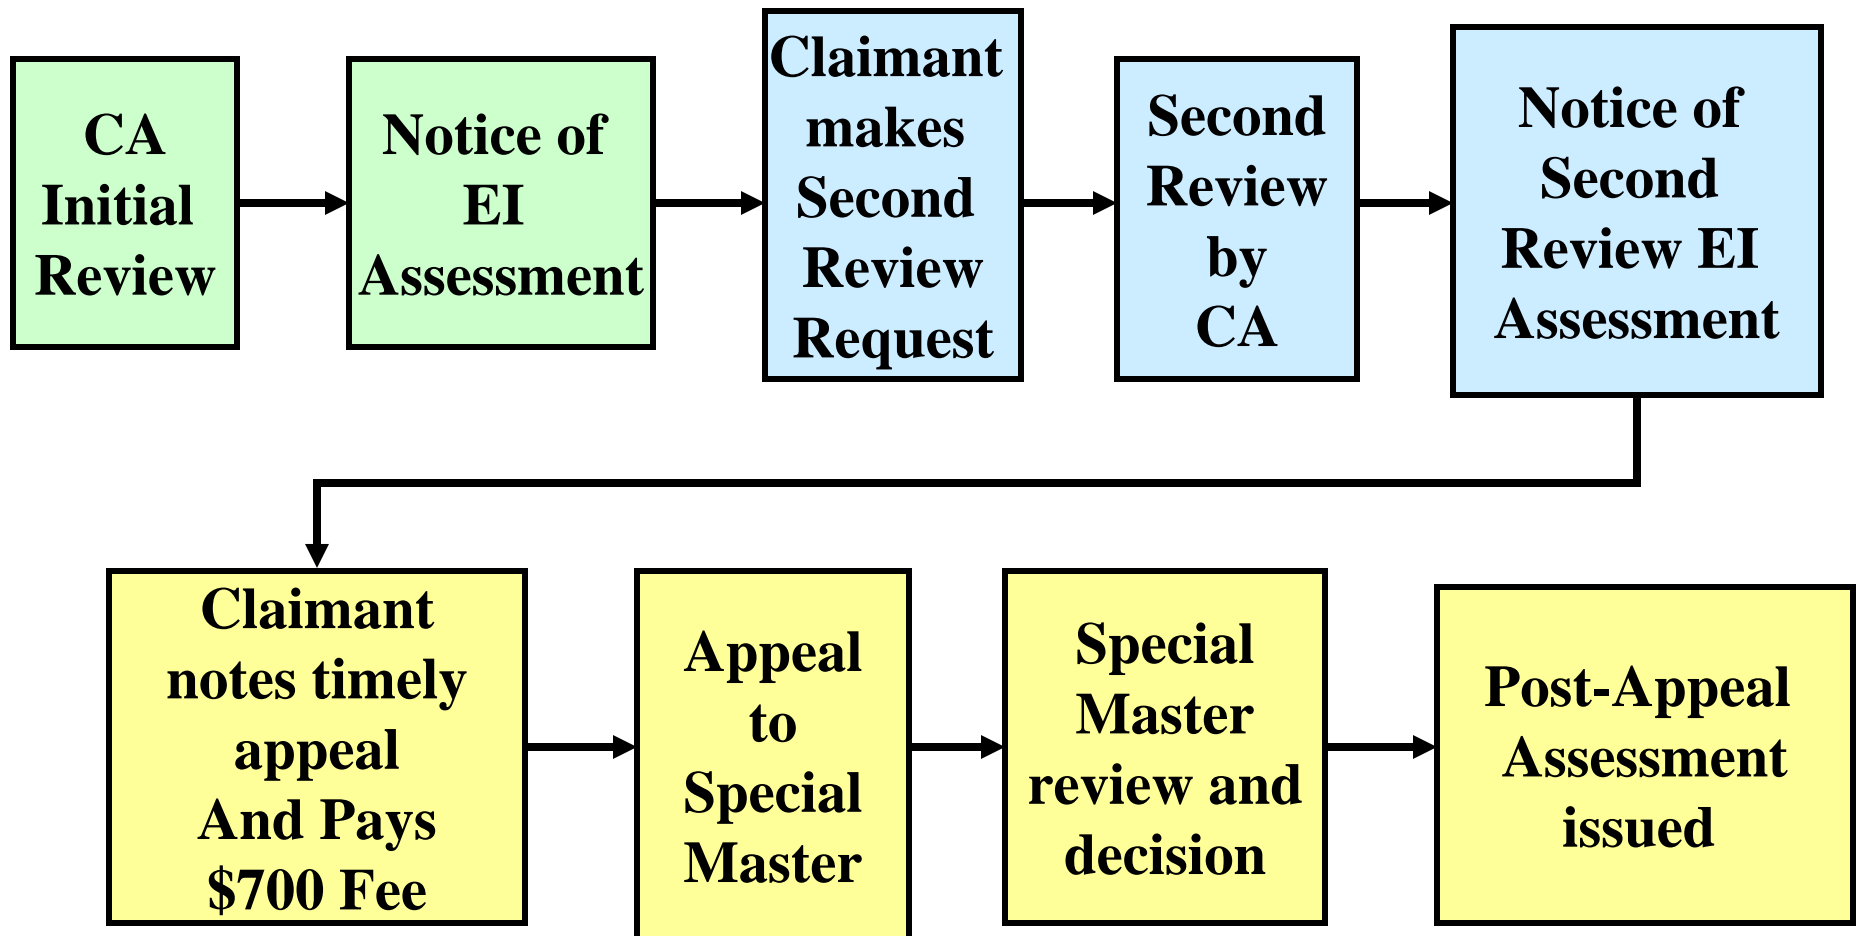 CA
Initial
Review
Notice of
EI
Assessment
Claimant
makes
Second
Review
Request
Second
Review
by
CA
Notice of
Second
Review EI
Assessment
Claimant
notes timely
appeal
And Pays
$700 Fee
Appeal
to
Special
Master
Special
Master
review and
decision
Post-Appeal
Assessment
issued